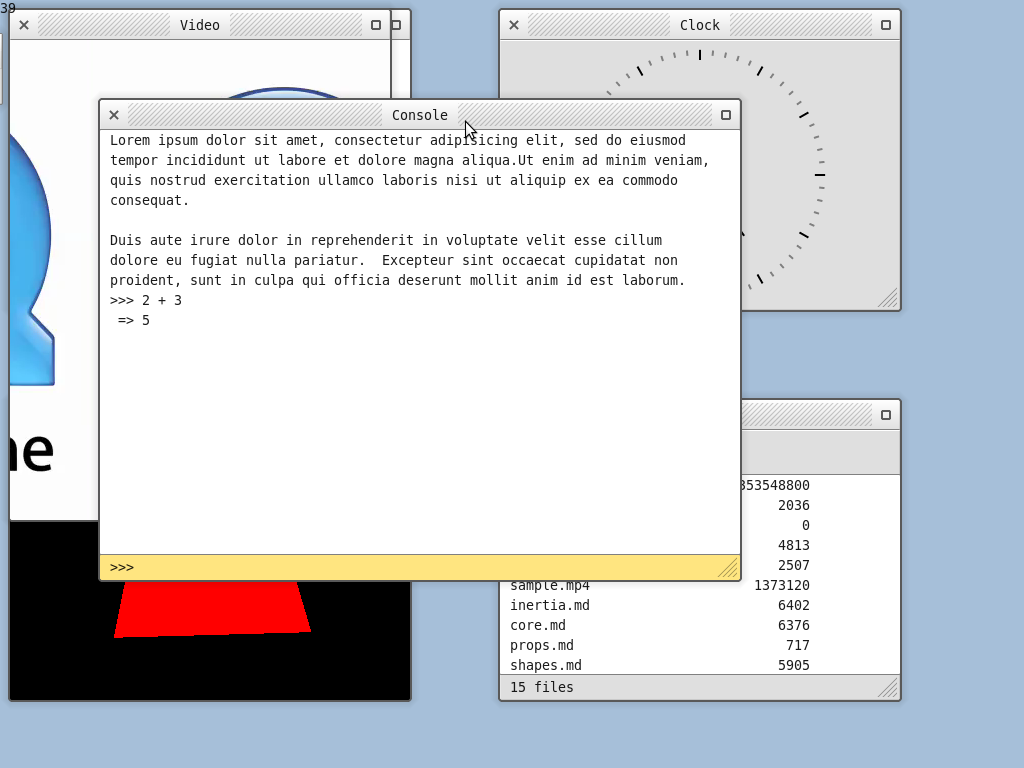 39
Video
Clock
Console
Lorem ipsum dolor sit amet, consectetur adipisicing elit, sed do eiusmod
tempor incididunt ut labore et dolore magna aliqua.Ut enim ad minim veniam,
quis nostrud exercitation ullamco laboris nisi ut aliquip ex ea commodo
consequat.
Duis aute irure dolor in reprehenderit in voluptate velit esse cillum
dolore eu fugiat nulla pariatur.  Excepteur sint occaecat cupidatat non
proident, sunt in culpa qui officia deserunt mollit anim id est laborum.
>>> 2 + 3
=> 5
>>>
353548800
2036
0
4813
2507
sample.mp4 1373120
inertia.md 6402
core.md 6376
props.md 717
shapes.md 5905
15 files